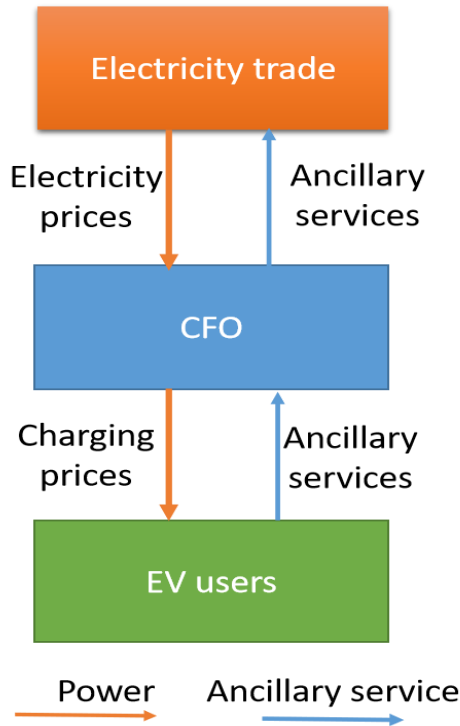 Electricity trade
Electricity
prices
Ancillary
services
CFO
Charging
prices
Ancillary
services
EV users
Power
Ancillary service